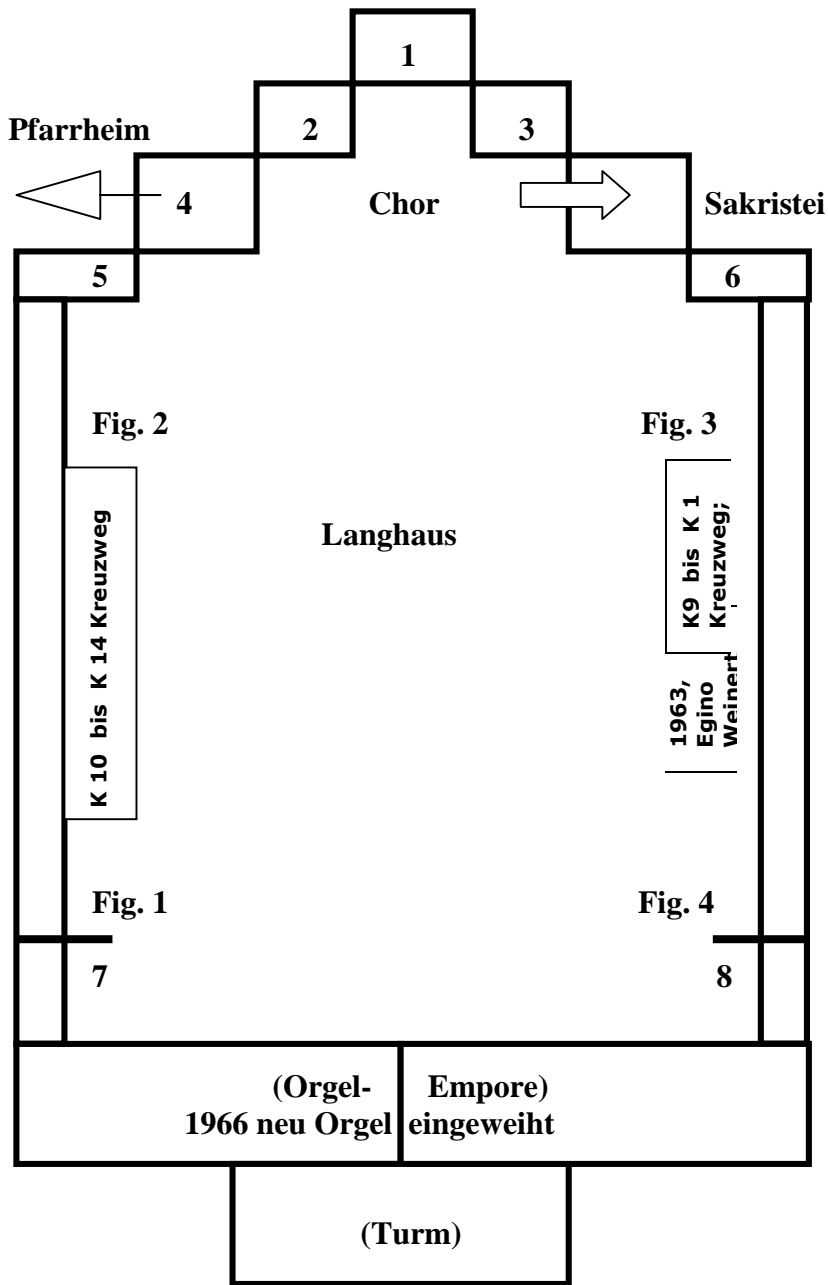 1
2
3
Pfarrheim
4
Chor
Sakristei
5
6
Fig. 2
Fig. 3
Langhaus
K 10 bis K 14 Kreuzweg
K9 bis K 1
Kreuzweg;
1963,
Egino
Weinert
Fig. 1
Fig. 4
7
8
(Orgel- Empore)
1966 neu Orgel eingeweiht
(Turm)